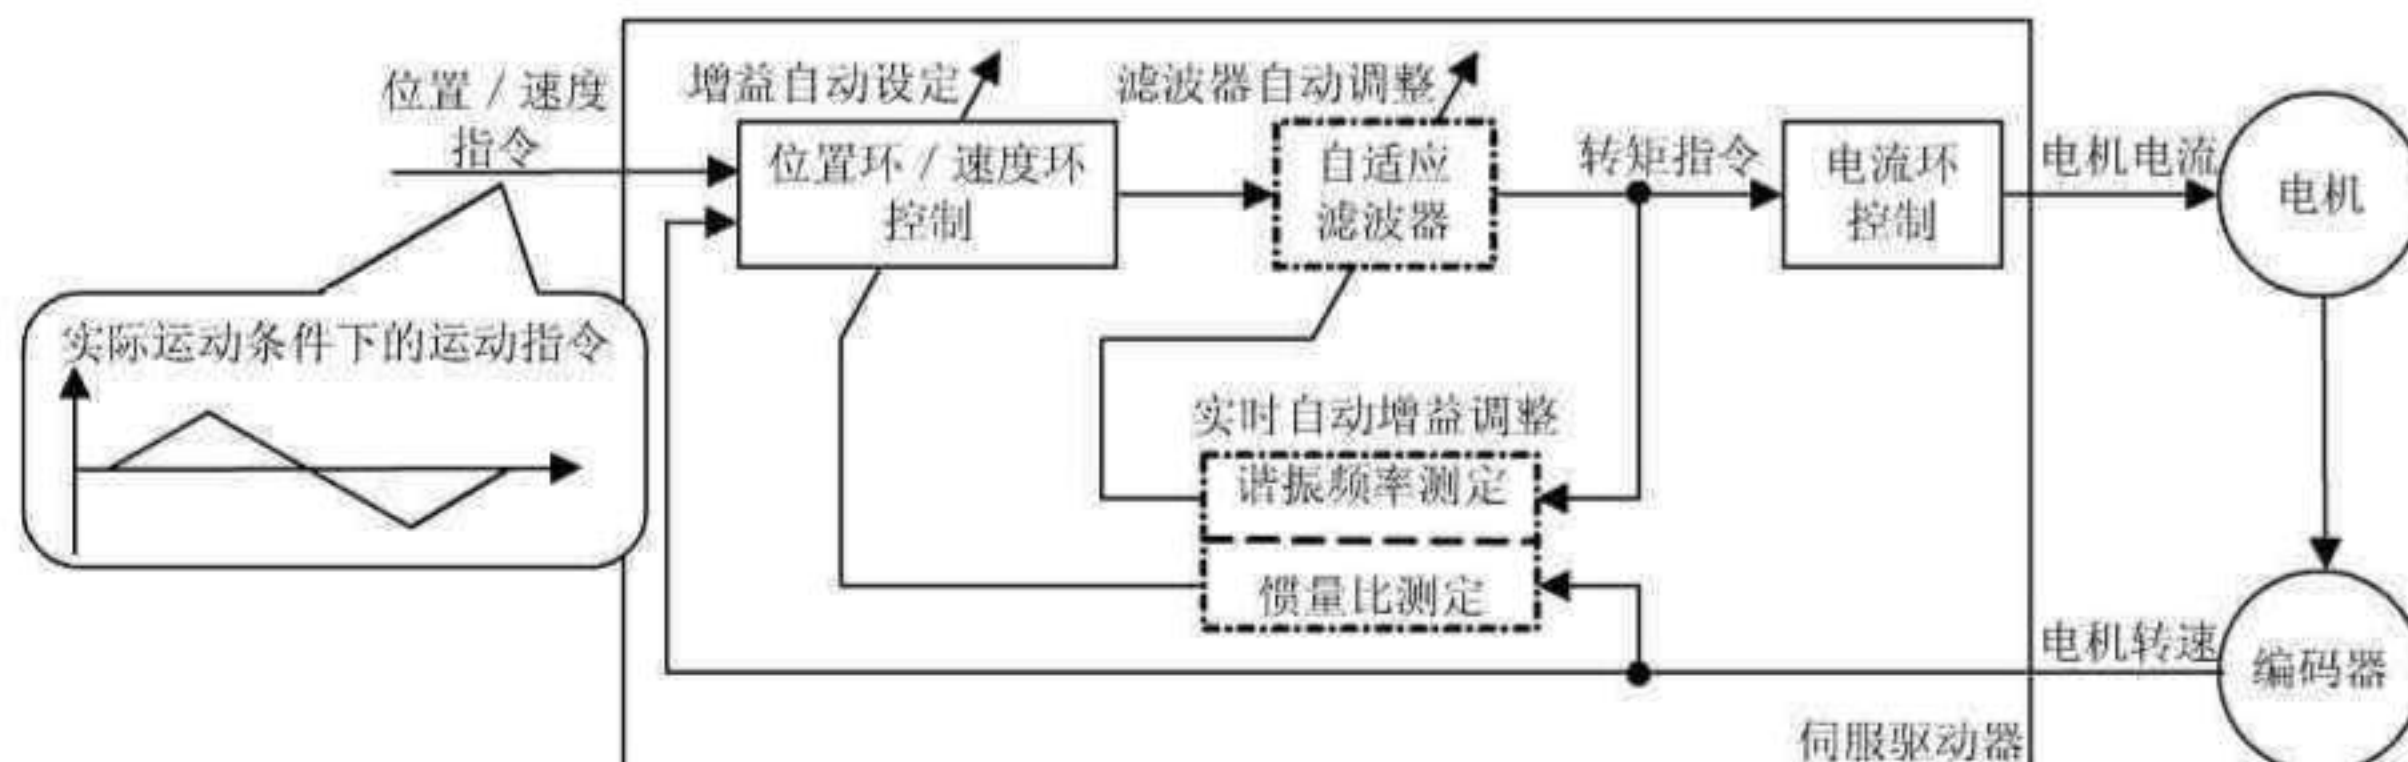 位置 / 速度
指令
增益自动设定
滤波器自动调整
位置环 / 速度环
控制
自适应
滤波器
转矩指令
电流环
控制
电机电流
电机
实际运动条件下的运动指令
实时自动增益调整
谐振频率测定
惯量比测定
电机转速
编码器
伺服驱动器